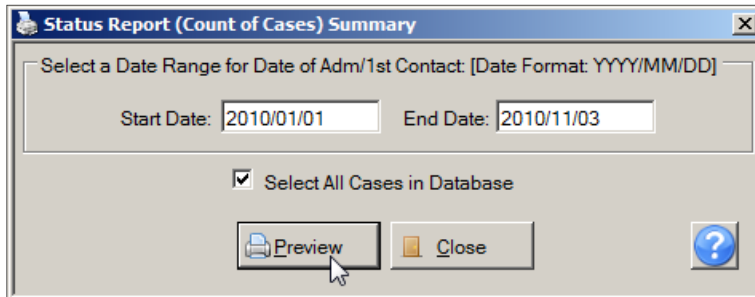 Status Report (Count of Cases) Summary
Select a Date Range for Date of Adm/1st Contact: [Date Format: YYYY/MM/DD]
Start Date: 2010/01/01 End Date: 2010/11/03
Select All Cases in Database
Preview Close ?